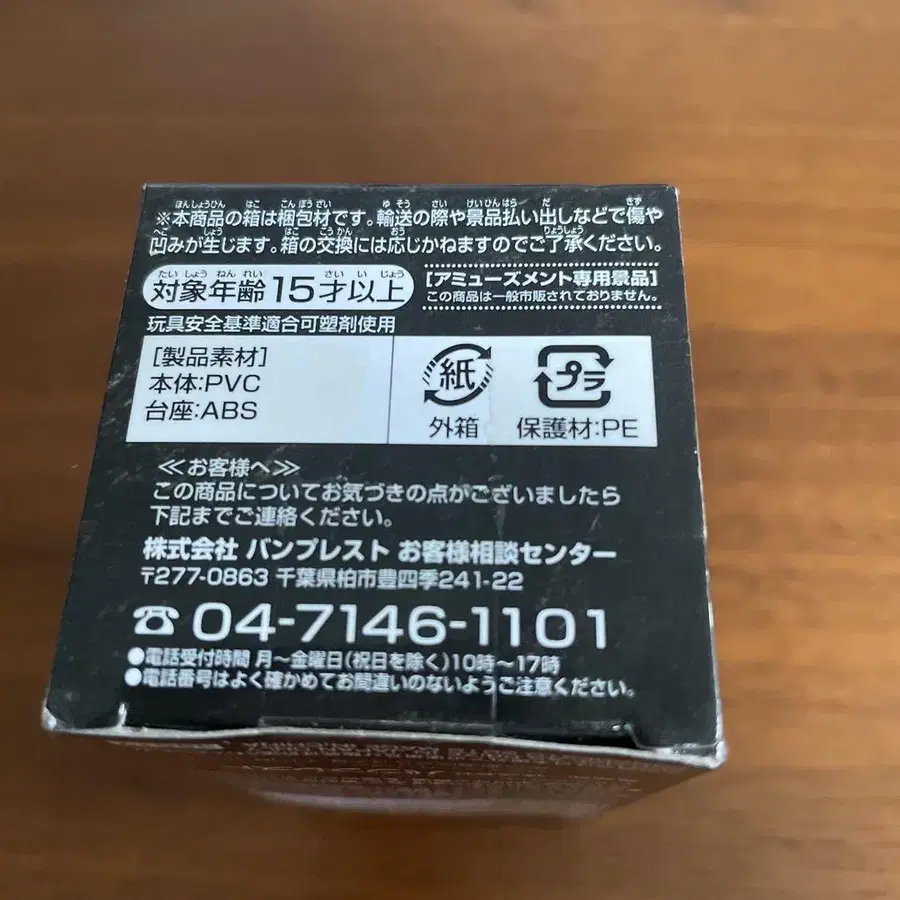 ※本商品の箱は梱包材です。輸送の際や景品払い出しなどで傷や
凹みが生じます。箱の交換には応じかねますのでご了承ください。
対象年齢15才以上
[アミューズメント専用景品]
この商品は一般市販されておりません。
玩具安全基準適合可塑剤使用
[製品素材]
本体:PVC
台座:ABS
紙
外箱
プラ
保護材:PE
≪お客様へ≫
この商品についてお気づきの点がございましたら
下記までご連絡ください。
株式会社 バンプレスト お客様相談センター
〒277-0863 千葉県柏市豊四季241-22
☎04-7146-1101
●電話受付時間 月〜金曜日(祝日を除く)10時〜17時
●電話番号はよく確かめてお間違いのないようご注意ください。